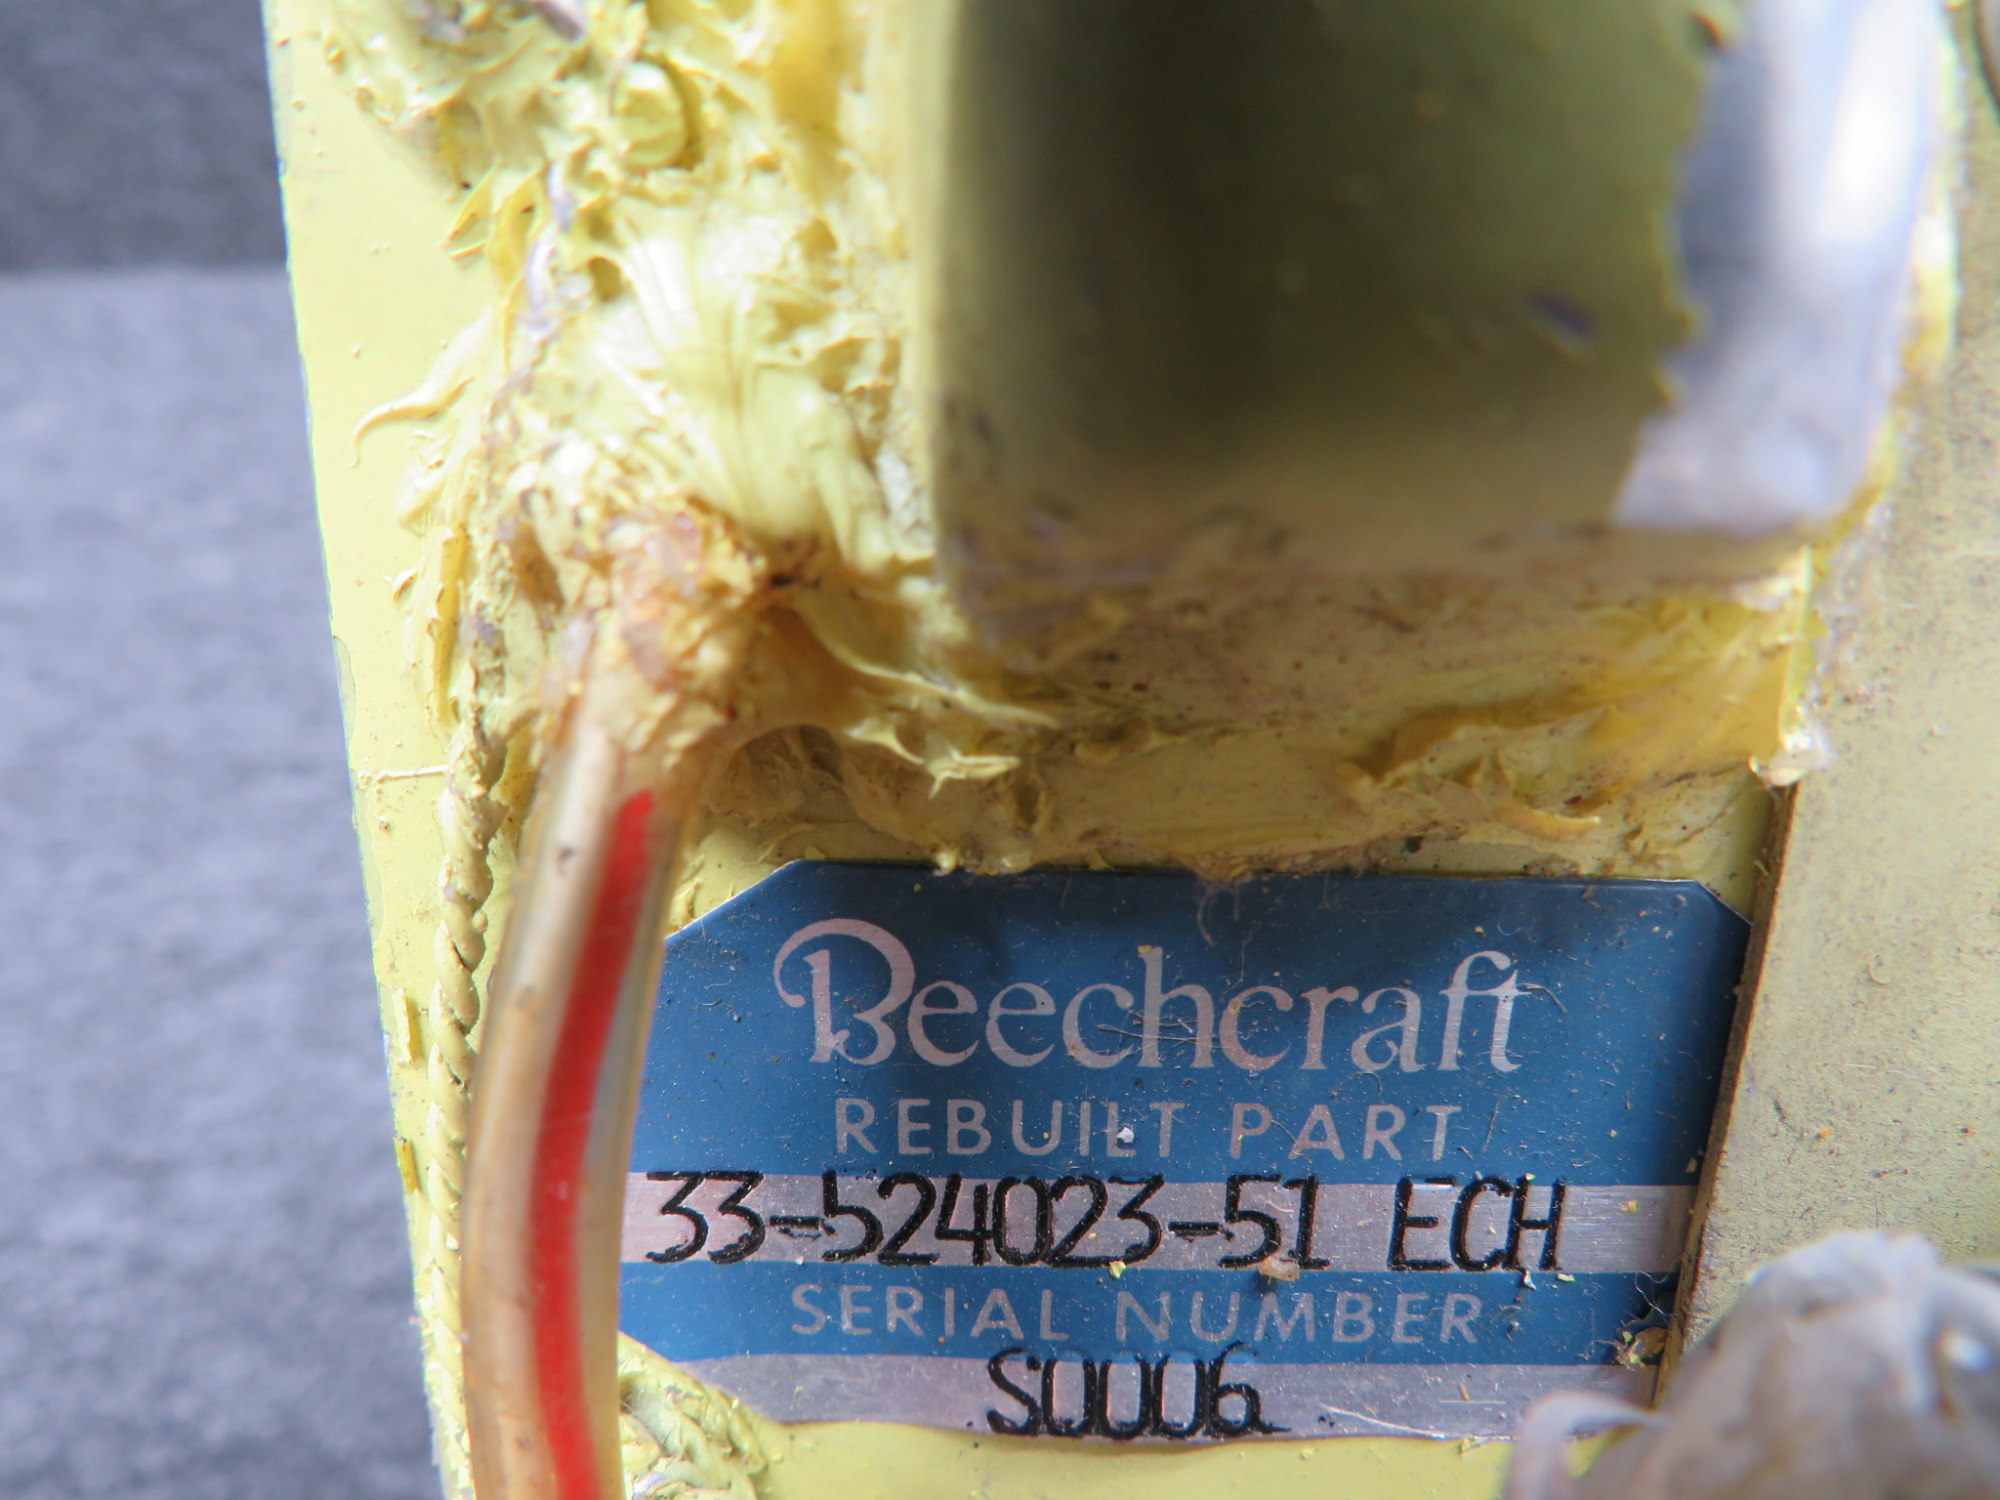 Beechcraft
REBUILT PART
33-524023-51 ECH
SERIAL NUMBER
S0006